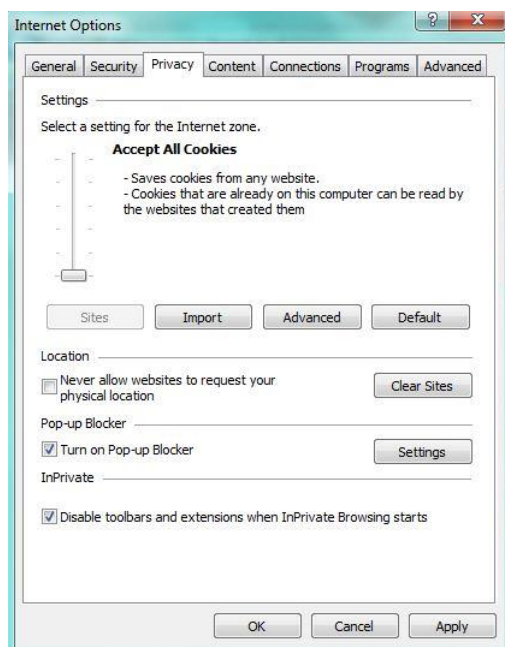 Internet Options
? X
General Security Privacy Content Connections Programs Advanced
Settings
Select a setting for the Internet zone.
Accept All Cookies
- Saves cookies from any website.
- Cookies that are already on this computer can be read by
the websites that created them
Sites Import Advanced Default
Location
Never allow websites to request your
physical location
Clear Sites
Pop-up Blocker
Turn on Pop-up Blocker
Settings
InPrivate
Disable toolbars and extensions when InPrivate Browsing starts
OK Cancel Apply